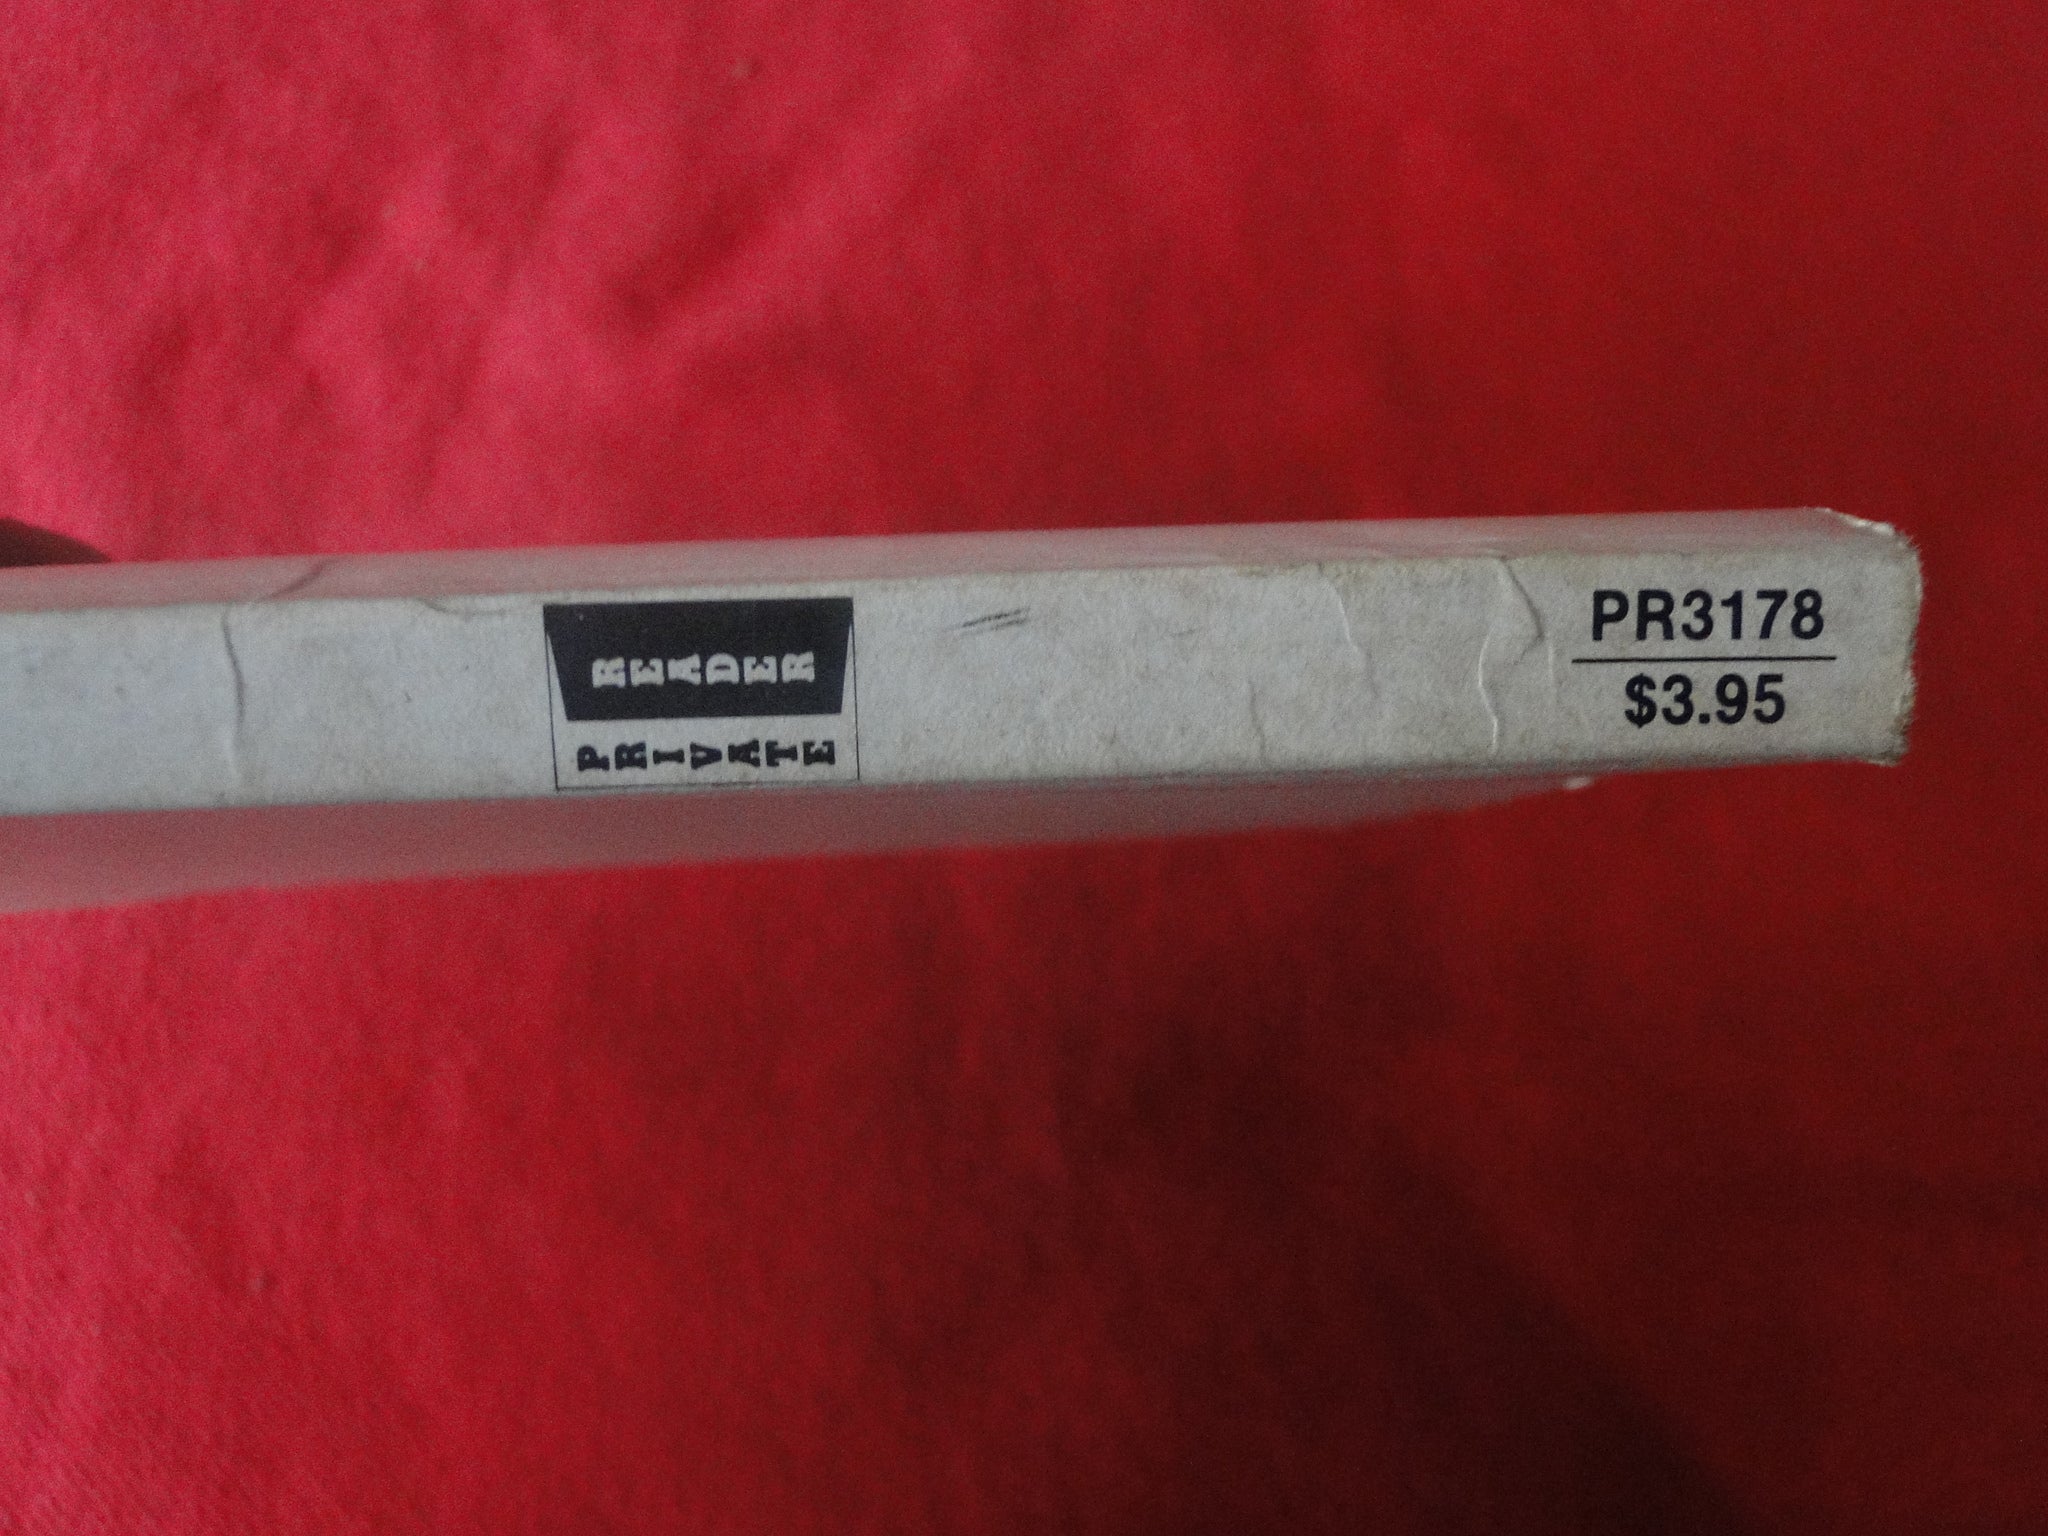 PRIVATE
READER
PR3178
$3.95